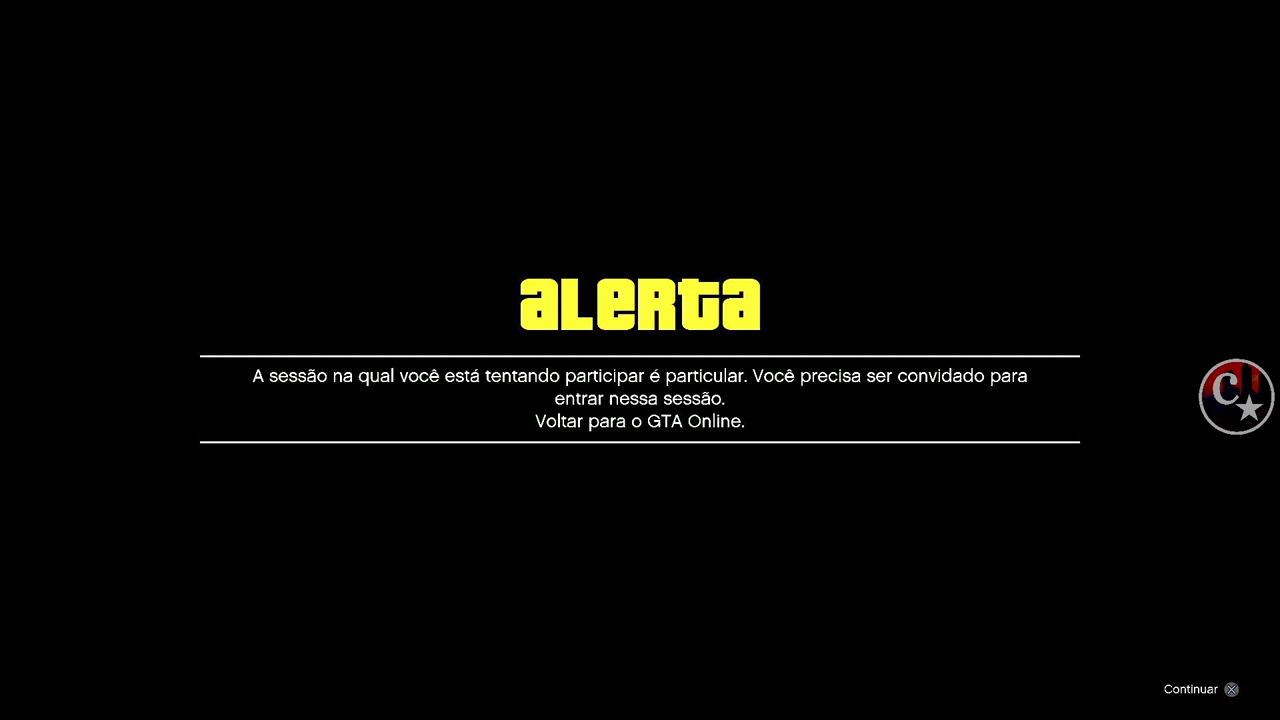 alerta
A sessão na qual você está tentando participar é particular. Você precisa ser convidado para
entrar nessa sessão.
Voltar para o GTA Online.
C
Continuar